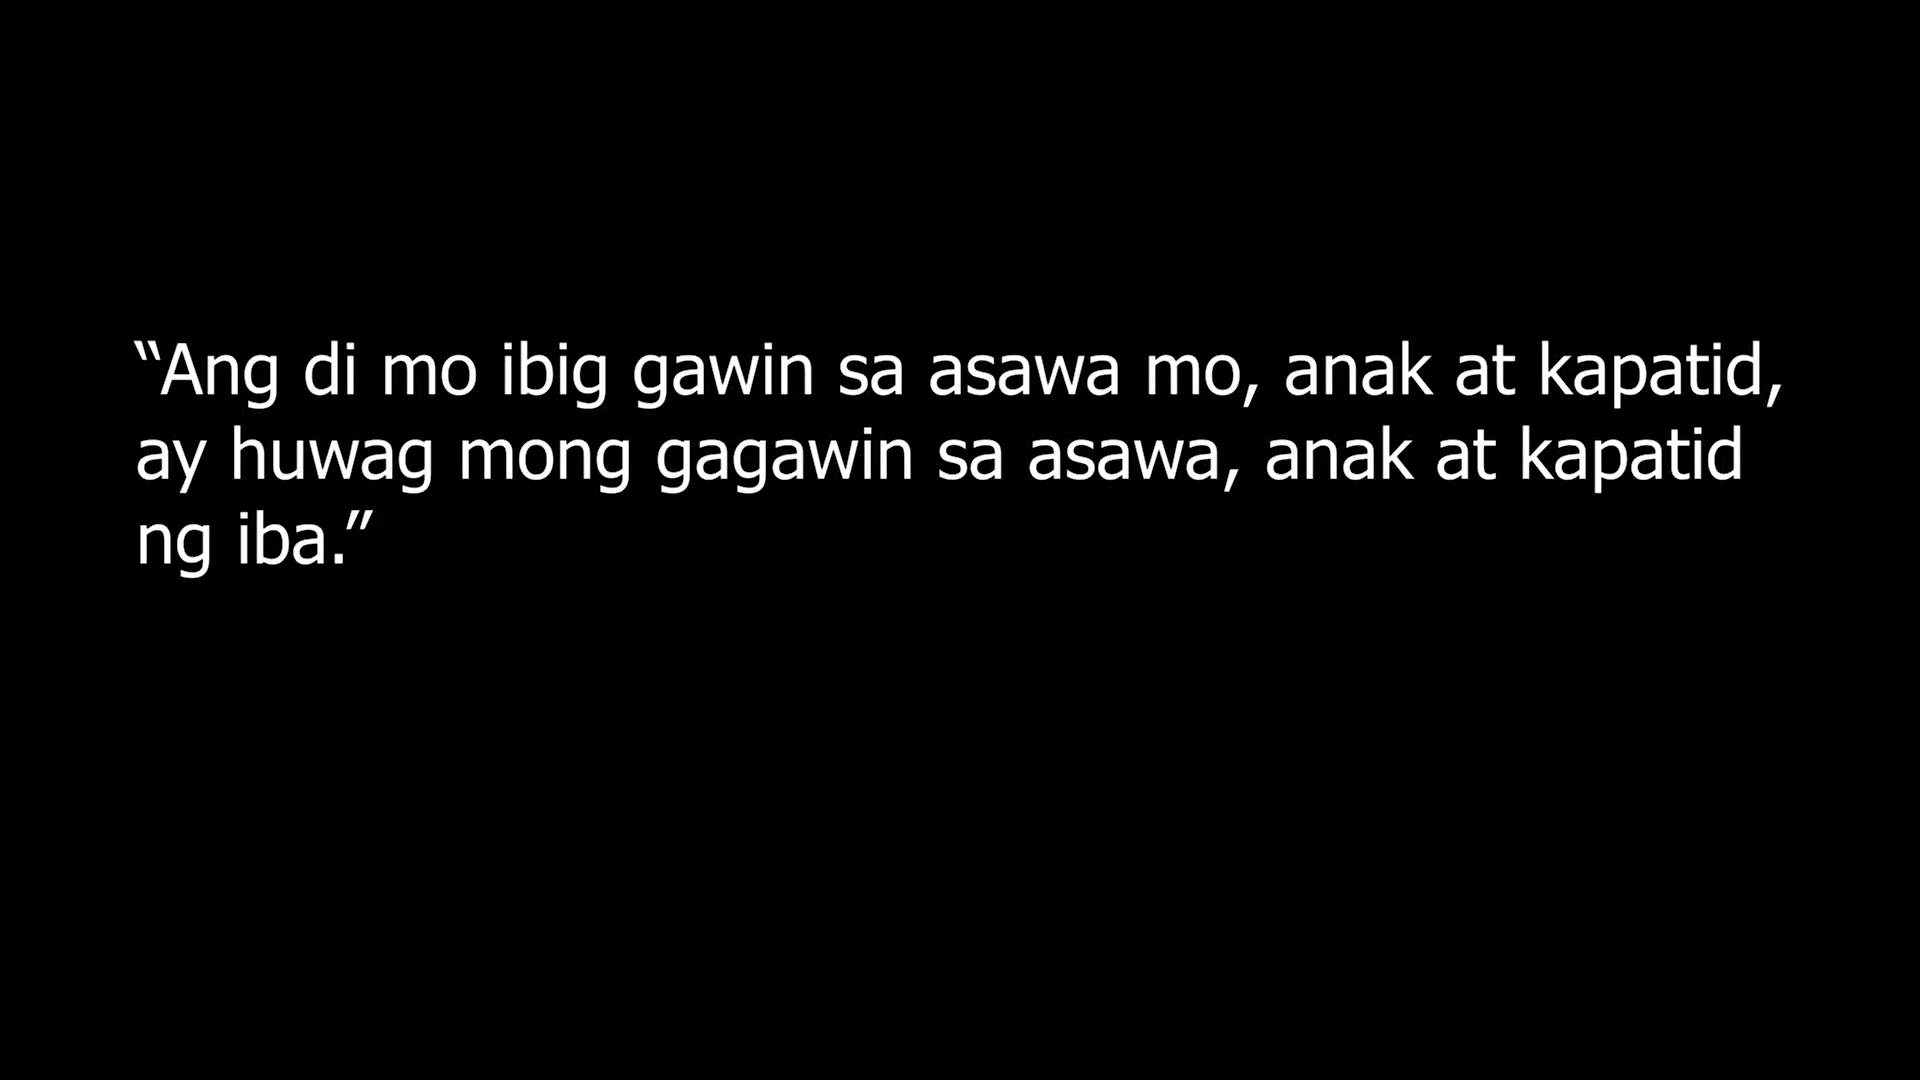 “Ang di mo ibig gawin sa asawa mo, anak at kapatid,
ay huwag mong gagawin sa asawa, anak at kapatid
ng iba.”